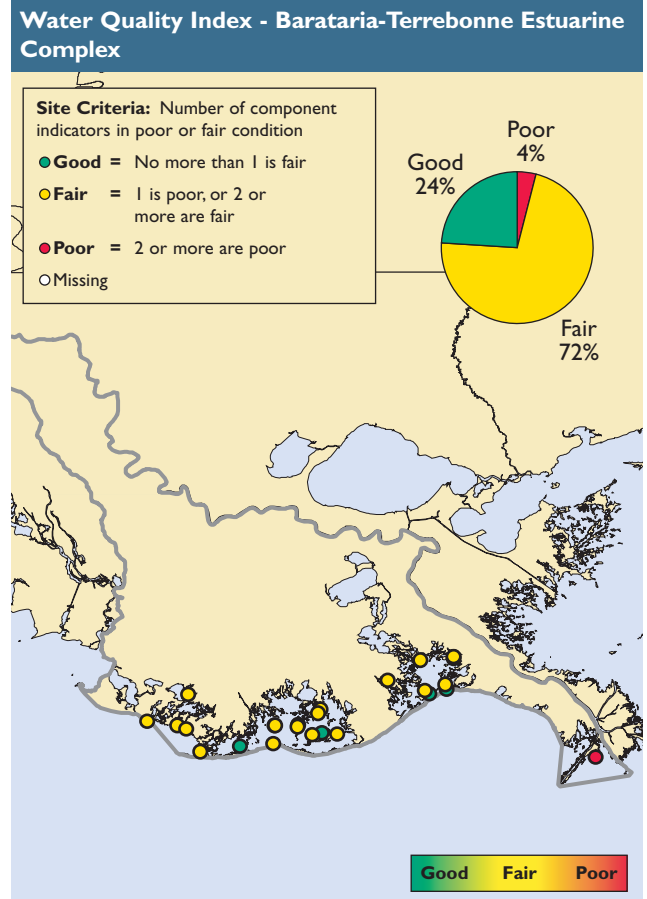 Water Quality Index - Barataria-Terrebonne Estuarine
Complex
Site Criteria: Number of component
indicators in poor or fair condition
Good = No more than 1 is fair
Fair = 1 is poor, or 2 or
more are fair
Poor = 2 or more are poor
Missing
Poor
4%
Good
24%
Fair
72%
Good Fair Poor